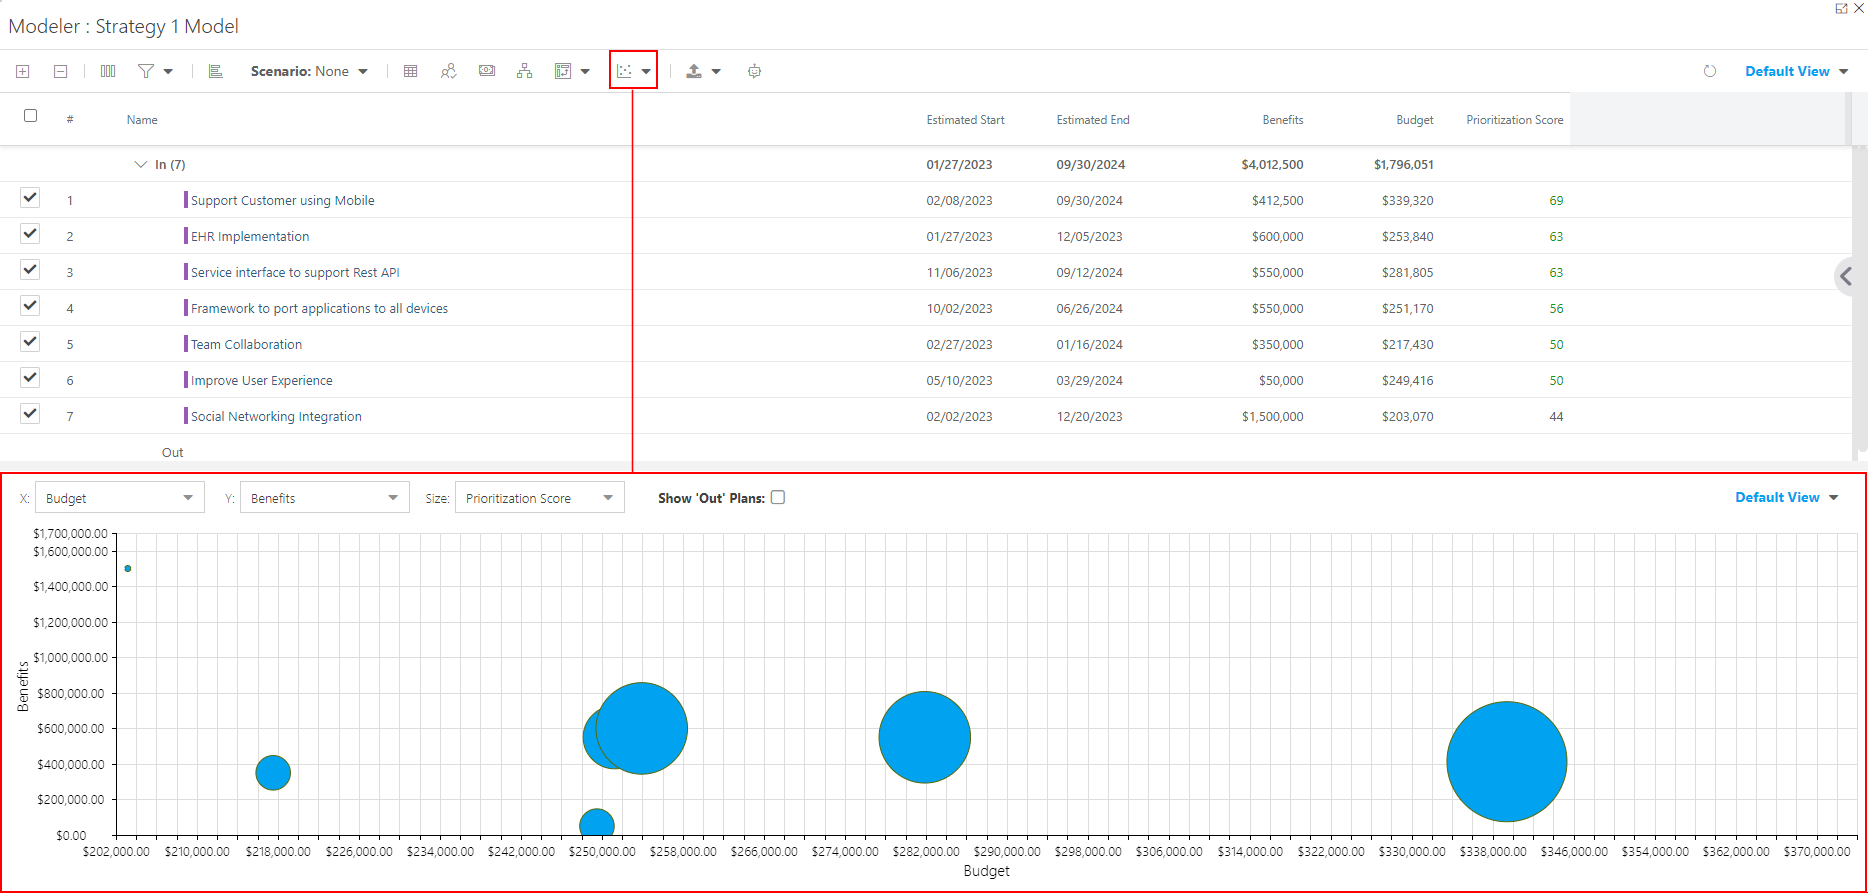 Modeler : Strategy 1 Model
Scenario: None
Default View
# Name Estimated Start Estimated End Benefits Budget Prioritization Score
In (7) 01/27/2023 09/30/2024 $4,012,500 $1,796,051
1 Support Customer using Mobile 02/08/2023 09/30/2024 $412,500 $339,320 69
2 EHR Implementation 01/27/2023 12/05/2023 $600,000 $253,840 63
3 Service interface to support Rest API 11/06/2023 09/12/2024 $550,000 $281,805 63
4 Framework to port applications to all devices 10/02/2023 06/26/2024 $550,000 $251,170 56
5 Team Collaboration 02/27/2023 01/16/2024 $350,000 $217,430 50
6 Improve User Experience 05/10/2023 03/29/2024 $50,000 $249,416 50
7 Social Networking Integration 02/02/2023 12/20/2023 $1,500,000 $203,070 44
Out
X: Budget Y: Benefits Size: Prioritization Score Show 'Out' Plans: Default View
$1,700,000.00
$1,600,000.00
$1,400,000.00
$1,200,000.00
$1,000,000.00
$800,000.00
$600,000.00
$400,000.00
$200,000.00
$0.00
Benefits
$202,000.00 $210,000.00 $218,000.00 $226,000.00 $234,000.00 $242,000.00 $250,000.00 $258,000.00 $266,000.00 $274,000.00 $282,000.00 $290,000.00 $298,000.00 $306,000.00 $314,000.00 $322,000.00 $330,000.00 $338,000.00 $346,000.00 $354,000.00 $362,000.00 $370,000.00
Budget